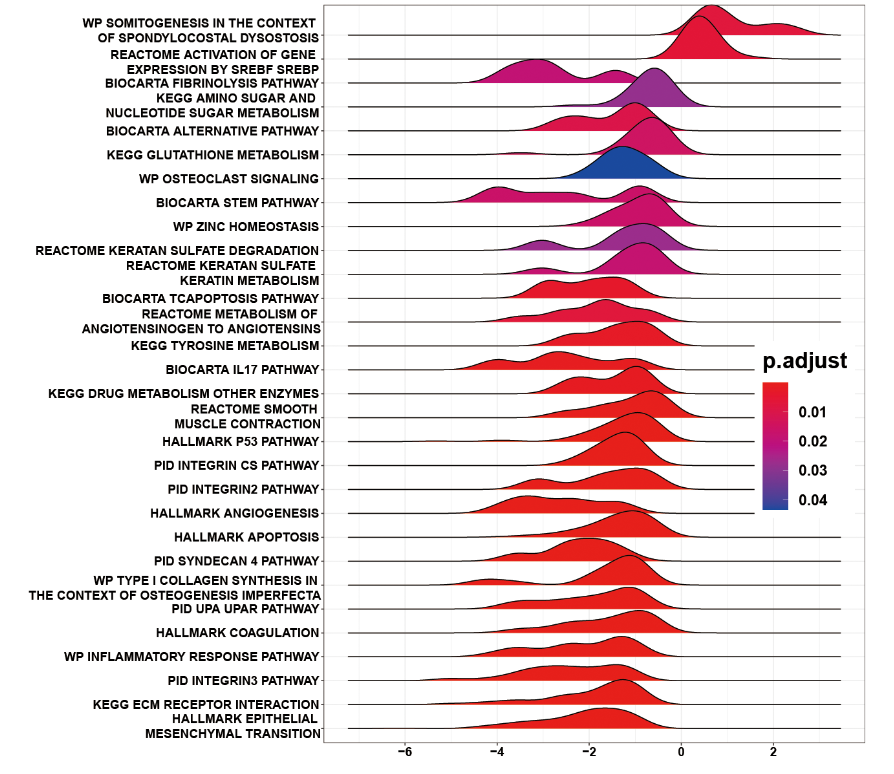 WP SOMITOGENESIS IN THE CONTEXT
OF SPONDYLOCOSTAL DYSOSTOSIS
REACTOME ACTIVATION OF GENE
EXPRESSION BY SREBF SREBP
BIOCARTA FIBRINOLYSIS PATHWAY
KEGG AMINO SUGAR AND
NUCLEOTIDE SUGAR METABOLISM
BIOCARTA ALTERNATIVE PATHWAY
KEGG GLUTATHIONE METABOLISM
WP OSTEOCLAST SIGNALING
BIOCARTA STEM PATHWAY
WP ZINC HOMEOSTASIS
REACTOME KERATAN SULFATE DEGRADATION
REACTOME KERATAN SULFATE
KERATIN METABOLISM
BIOCARTA TCAPOPTOSIS PATHWAY
REACTOME METABOLISM OF
ANGIOTENSINOGEN TO ANGIOTENSINS
KEGG TYROSINE METABOLISM
BIOCARTA IL17 PATHWAY
KEGG DRUG METABOLISM OTHER ENZYMES
REACTOME SMOOTH
MUSCLE CONTRACTION
HALLMARK P53 PATHWAY
PID INTEGRIN CS PATHWAY
PID INTEGRIN2 PATHWAY
HALLMARK ANGIOGENESIS
HALLMARK APOPTOSIS
PID SYNDECAN 4 PATHWAY
WP TYPE I COLLAGEN SYNTHESIS IN
THE CONTEXT OF OSTEOGENESIS IMPERFECTA
PID UPA UPAR PATHWAY
HALLMARK COAGULATION
WP INFLAMMATORY RESPONSE PATHWAY
PID INTEGRIN3 PATHWAY
KEGG ECM RECEPTOR INTERACTION
HALLMARK EPITHELIAL
MESENCHYMAL TRANSITION
−6 −4 −2 0 2
p.adjust
0.01
0.02
0.03
0.04